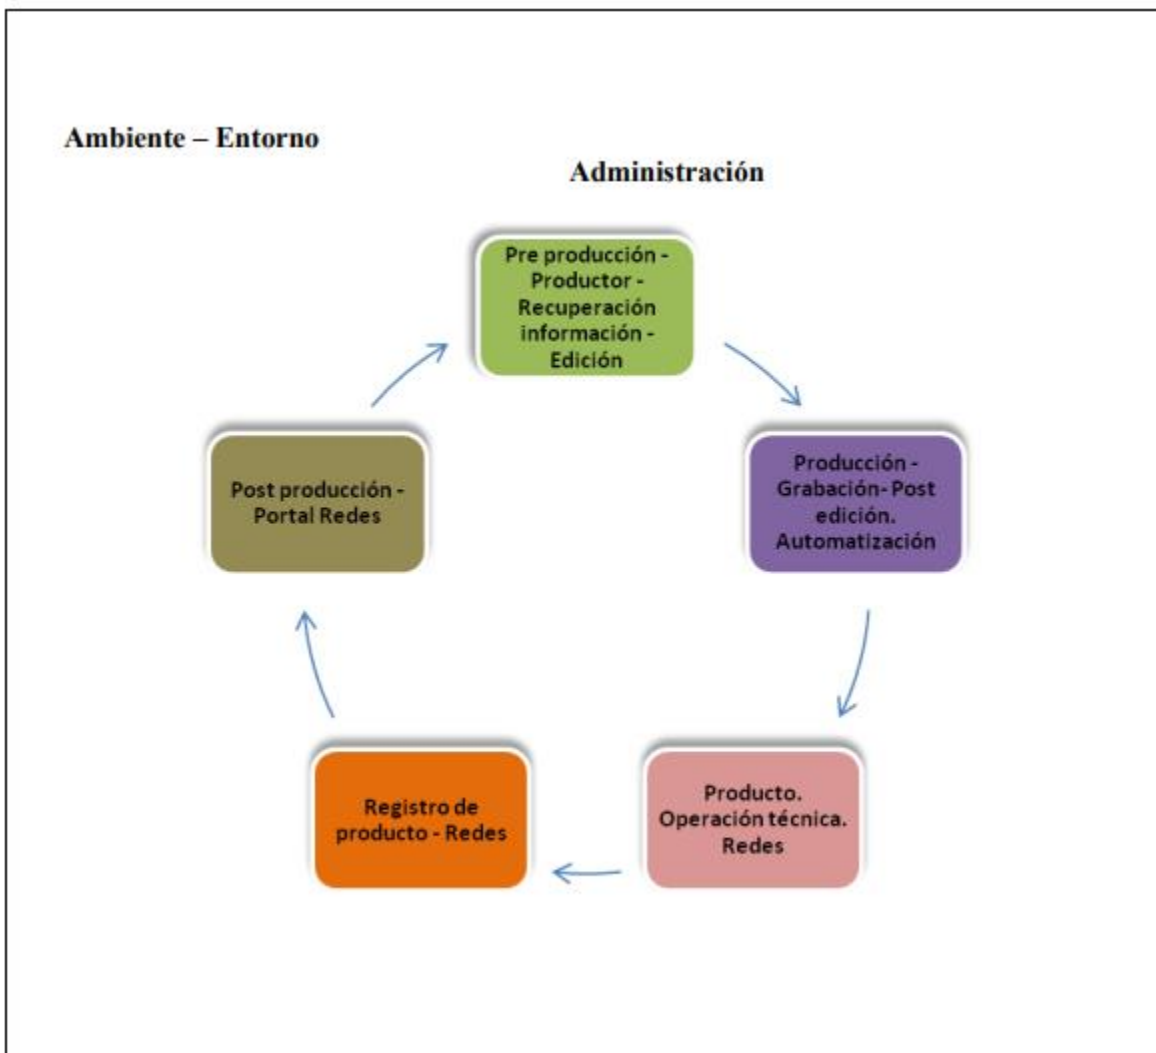 Ambiente – Entorno
Administración
Pre producción -
Productor -
Recuperación
información -
Edición
Producción -
Grabación- Post
edición.
Automatización
Producto.
Operación técnica.
Redes
Registro de
producto - Redes
Post producción -
Portal Redes